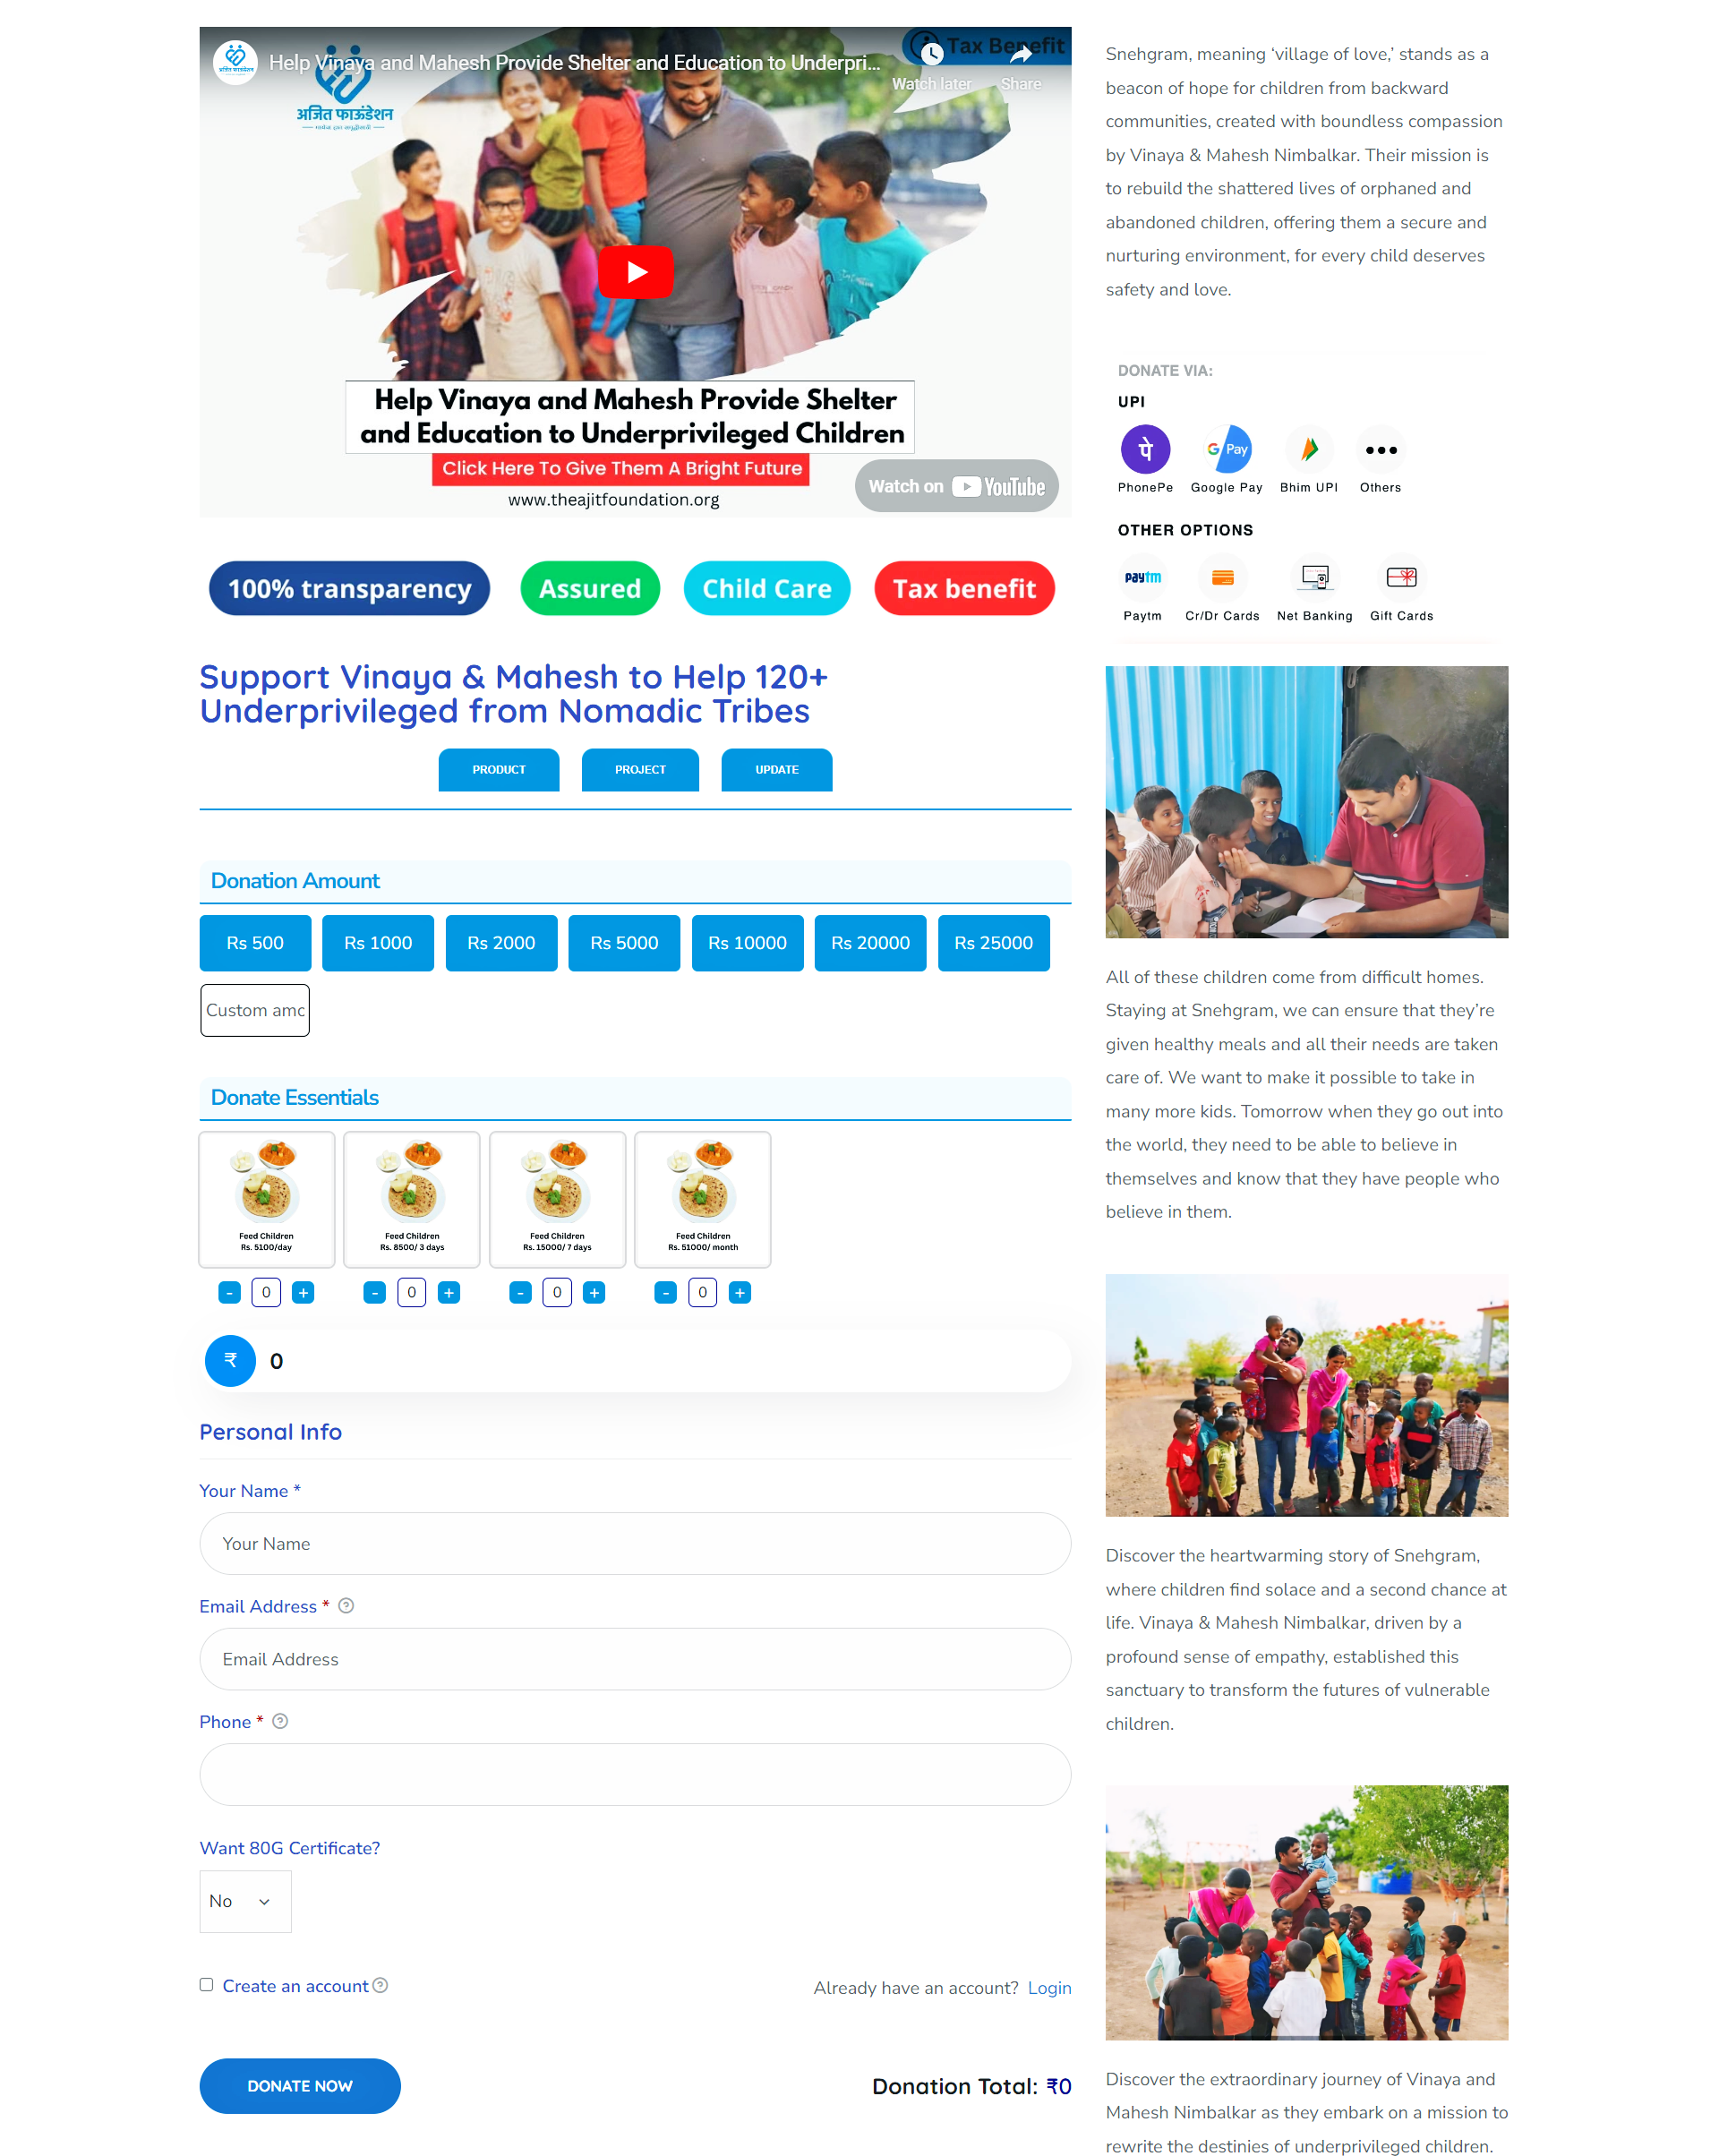 Help Vinaya and Mahesh Provide Shelter and Education to Underpri...
Tax Benefit
Watch later
Share
अजित फाऊंडेशन
Help Vinaya and Mahesh Provide Shelter
and Education to Underprivileged Children
Click Here To Give Them A Bright Future
www.theajitfoundation.org
Watch on YouTube
100% transparency
Assured
Child Care
Tax benefit
Support Vinaya & Mahesh to Help 120+
Underprivileged from Nomadic Tribes
PRODUCT
PROJECT
UPDATE
Donation Amount
Rs 500
Rs 1000
Rs 2000
Rs 5000
Rs 10000
Rs 20000
Rs 25000
Custom amo
Donate Essentials
Feed Children
Rs. 5100/day
Feed Children
Rs. 8500/ 3 days
Feed Children
Rs. 15000/ 7 days
Feed Children
Rs. 51000/ month
- 0 +
- 0 +
- 0 +
- 0 +
₹ 0
Personal Info
Your Name *
Your Name
Email Address *
Email Address
Phone *
Want 80G Certificate?
No
Create an account
Already have an account? Login
DONATE NOW
Donation Total: ₹0
Snehgram, meaning ‘village of love,’ stands as a
beacon of hope for children from backward
communities, created with boundless compassion
by Vinaya & Mahesh Nimbalkar. Their mission is
to rebuild the shattered lives of orphaned and
abandoned children, offering them a secure and
nurturing environment, for every child deserves
safety and love.
DONATE VIA:
UPI
पे
G Pay
PhonePe
Google Pay
Bhim UPI
Others
OTHER OPTIONS
paytm
Paytm
Cr/Dr Cards
Net Banking
Gift Cards
All of these children come from difficult homes.
Staying at Snehgram, we can ensure that they’re
given healthy meals and all their needs are taken
care of. We want to make it possible to take in
many more kids. Tomorrow when they go out into
the world, they need to be able to believe in
themselves and know that they have people who
believe in them.
Discover the heartwarming story of Snehgram,
where children find solace and a second chance at
life. Vinaya & Mahesh Nimbalkar, driven by a
profound sense of empathy, established this
sanctuary to transform the futures of vulnerable
children.
Discover the extraordinary journey of Vinaya and
Mahesh Nimbalkar as they embark on a mission to
rewrite the destinies of underprivileged children.